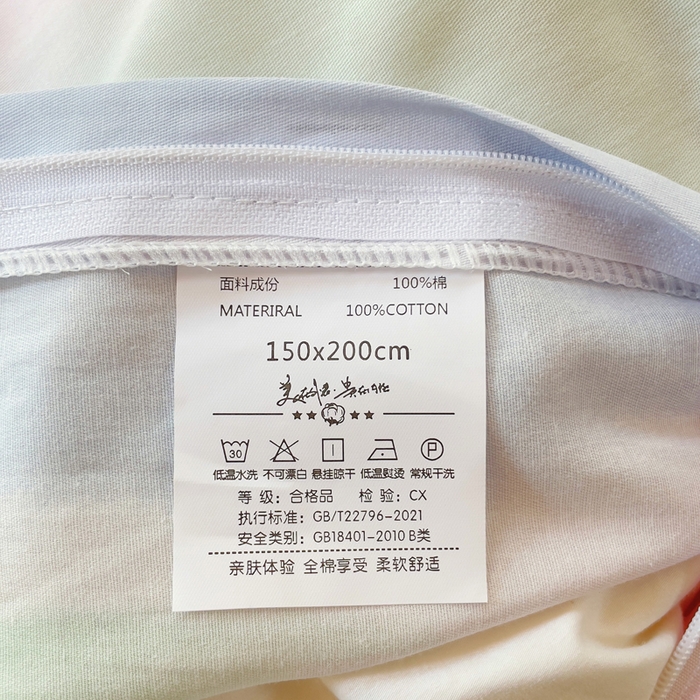 面料成份 100%棉
MATERIRAL 100%COTTON
150x200cm
30 P
低温水洗 不可漂白 悬挂晾干 低温熨烫 常规干洗
等 级：合格品 检 验：CX
执行标准：GB/T22796-2021
安全类别：GB18401-2010 B类
亲肤体验 全棉享受 柔软舒适